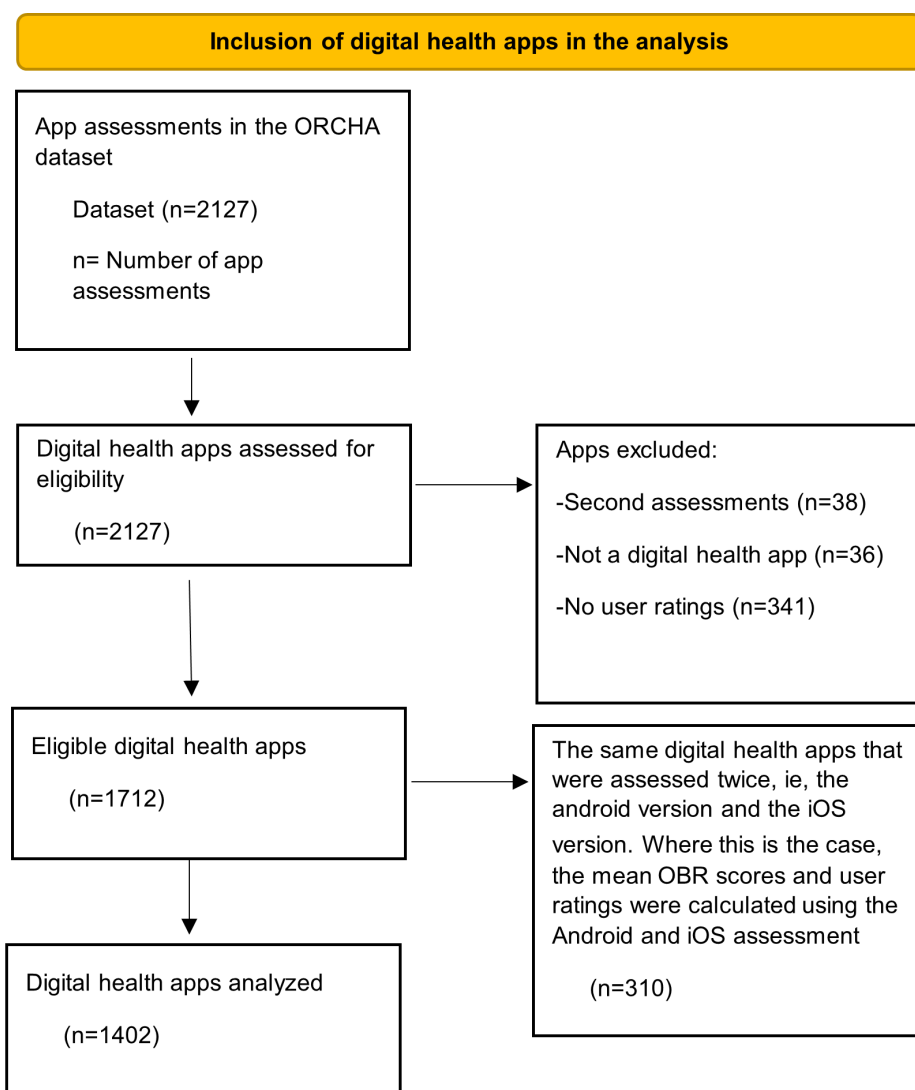 Inclusion of digital health apps in the analysis
App assessments in the ORCHA
dataset
Dataset (n=2127)
n= Number of app
assessments
Digital health apps assessed for
eligibility
(n=2127)
Apps excluded:
-Second assessments (n=38)
-Not a digital health app (n=36)
-No user ratings (n=341)
Eligible digital health apps
(n=1712)
The same digital health apps that
were assessed twice, ie, the
android version and the iOS
version. Where this is the case,
the mean OBR scores and user
ratings were calculated using the
Android and iOS assessment
(n=310)
Digital health apps analyzed
(n=1402)